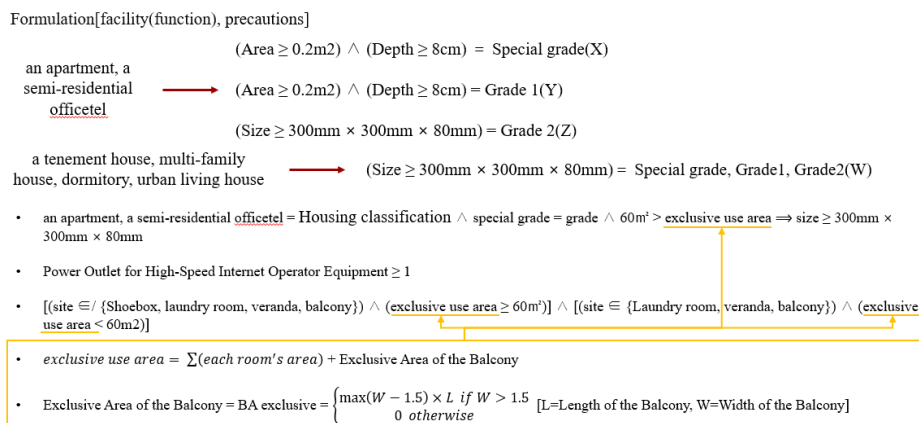 Formulation[facility(function), precautions]
(Area ≥ 0.2m2) ∧ (Depth ≥ 8cm) = Special grade(X)
an apartment, a
semi-residential
officetel
(Area ≥ 0.2m2) ∧ (Depth ≥ 8cm) = Grade 1(Y)
(Size ≥ 300mm × 300mm × 80mm) = Grade 2(Z)
a tenement house, multi-family
house, dormitory, urban living house
(Size ≥ 300mm × 300mm × 80mm) = Special grade, Grade1, Grade2(W)
• an apartment, a semi-residential officetel = Housing classification ∧ special grade = grade ∧ 60㎡ > exclusive use area ⟹ size ≥ 300mm ×
300mm × 80mm
• Power Outlet for High-Speed Internet Operator Equipment ≥ 1
• [(site ∈/ {Shoebox, laundry room, veranda, balcony}) ∧ (exclusive use area ≥ 60㎡)] ∧ [(site ∈ {Laundry room, veranda, balcony}) ∧ (exclusive
use area < 60m2)]
• exclusive use area = ∑(each room's area) + Exclusive Area of the Balcony
• Exclusive Area of the Balcony = BA exclusive = { max(W − 1.5) × L if W > 1.5
0 otherwise
[L=Length of the Balcony, W=Width of the Balcony]